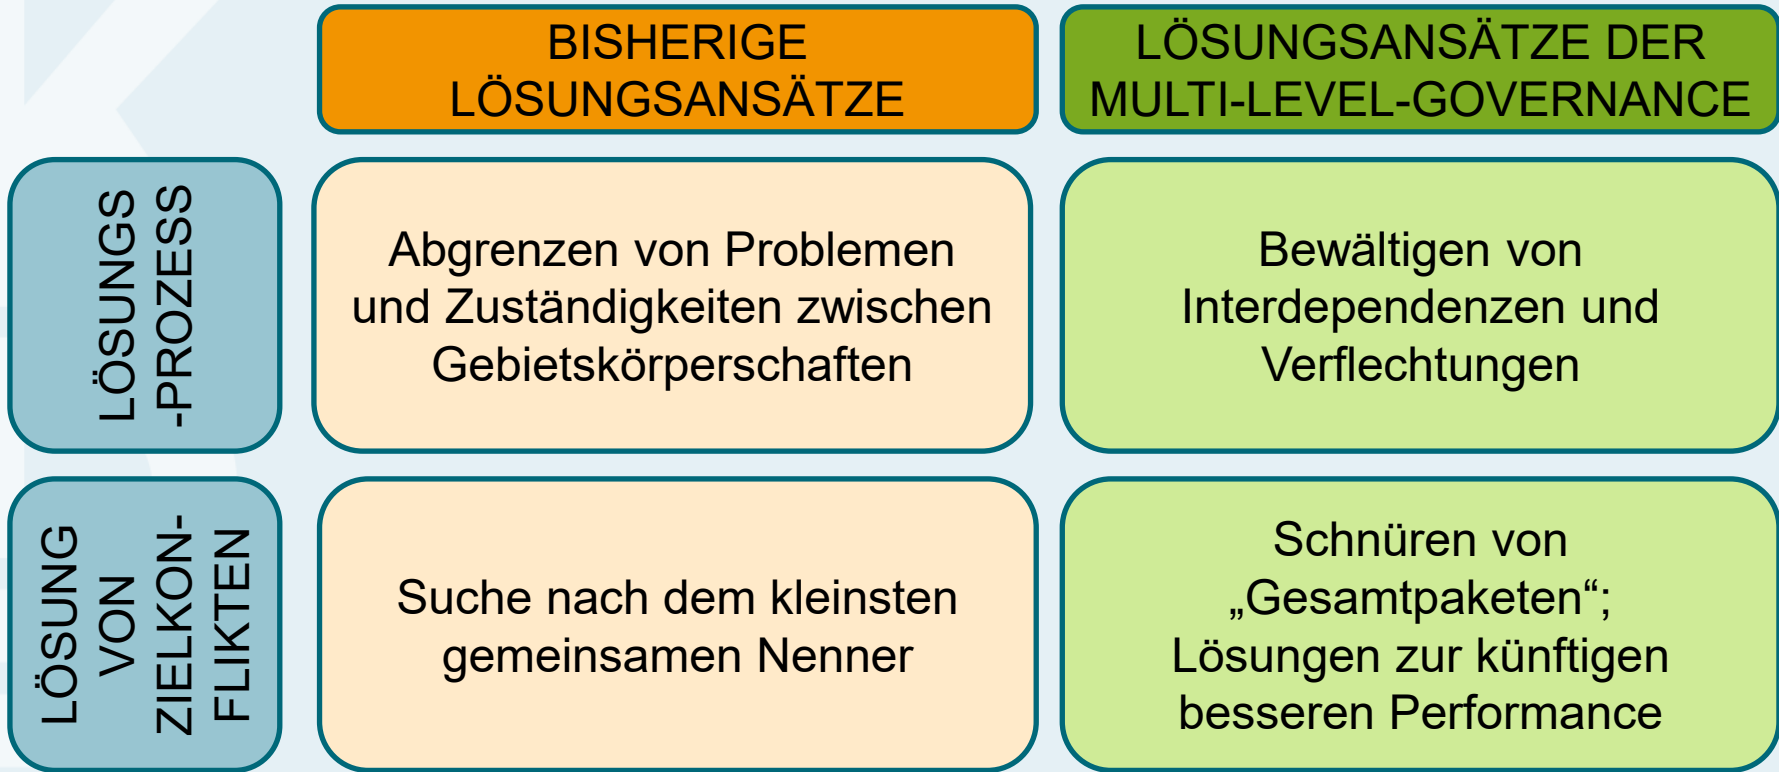 BISHERIGE
LÖSUNGSANSÄTZE
LÖSUNGSANSÄTZE DER
MULTI-LEVEL-GOVERNANCE
LÖSUNGS
-PROZESS
Abgrenzen von Problemen
und Zuständigkeiten zwischen
Gebietskörperschaften
Bewältigen von
Interdependenzen und
Verflechtungen
LÖSUNG
VON
ZIELKON-
FLIKTEN
Suche nach dem kleinsten
gemeinsamen Nenner
Schnüren von
„Gesamtpaketen“;
Lösungen zur künftigen
besseren Performance